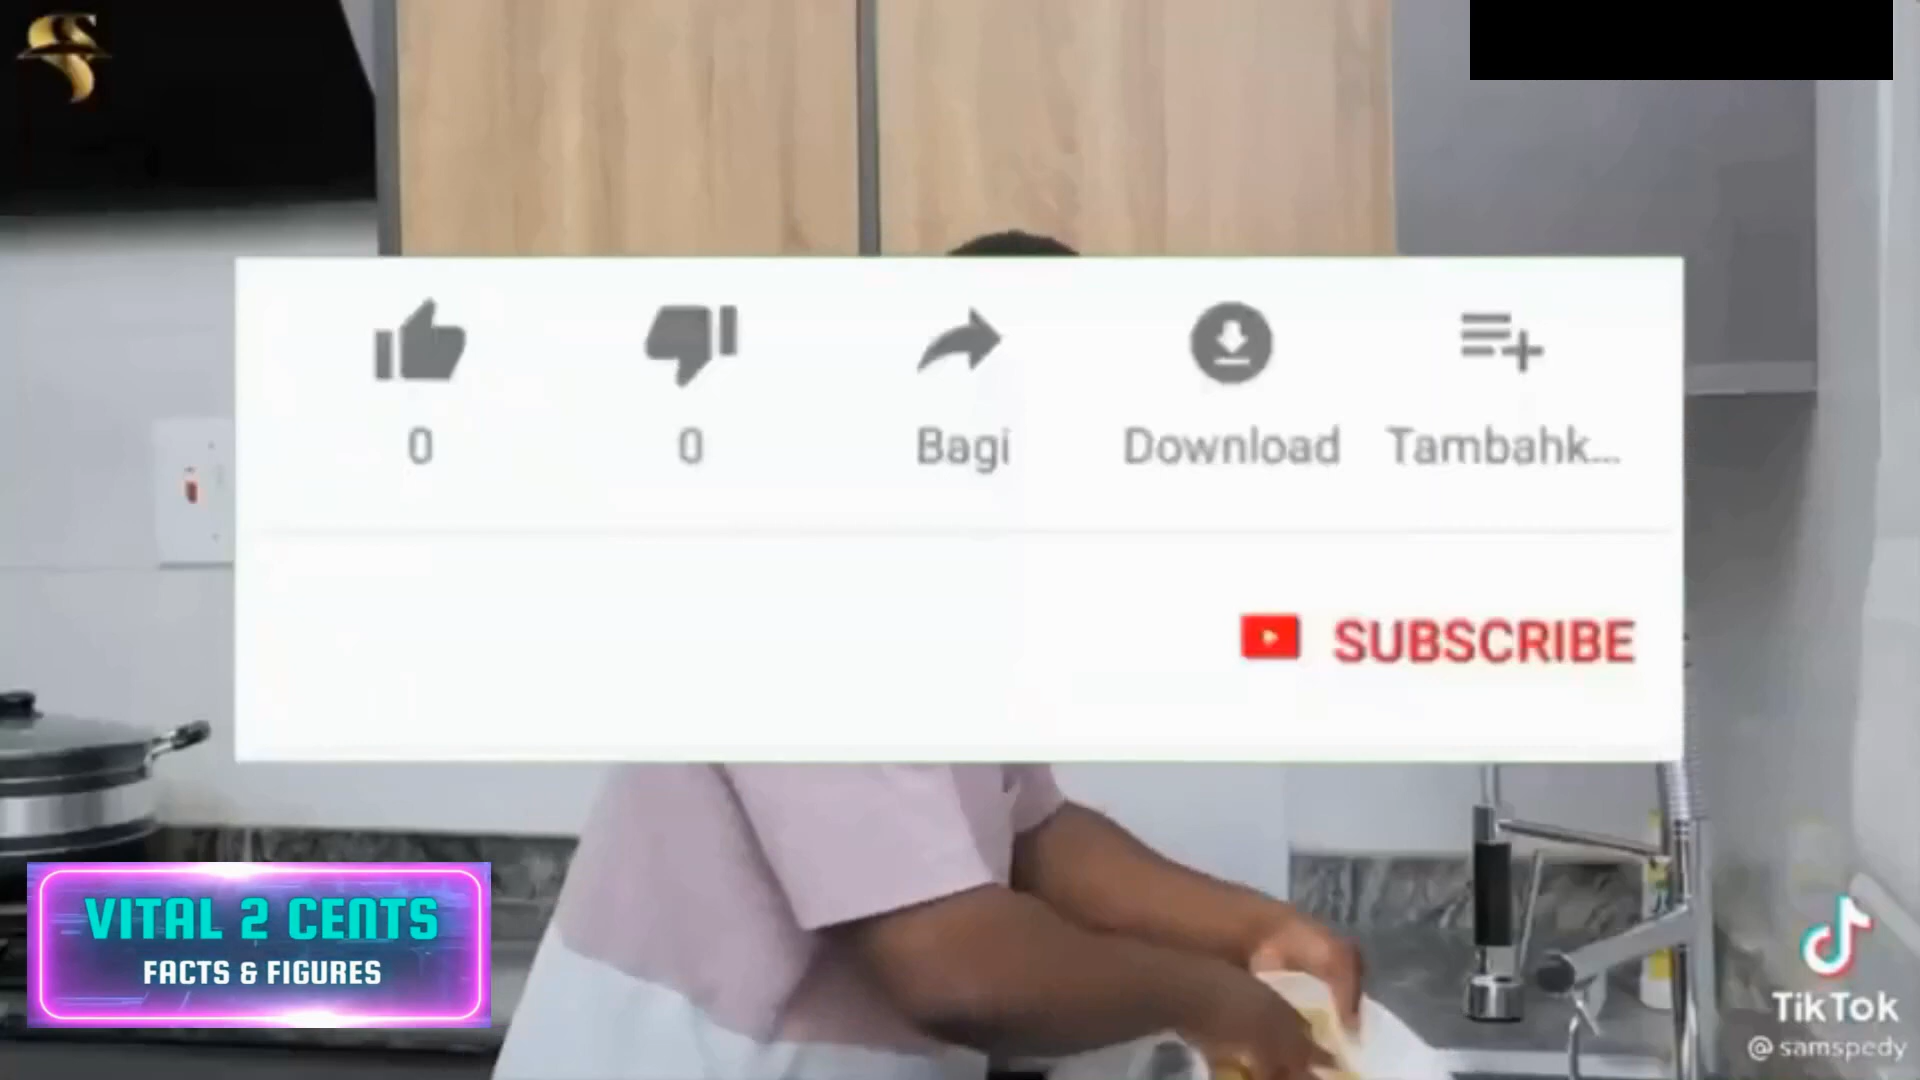 0
0
Bagi
Download
Tambahk...
SUBSCRIBE
VITAL 2 CENTS
FACTS & FIGURES
TikTok
@samspedy